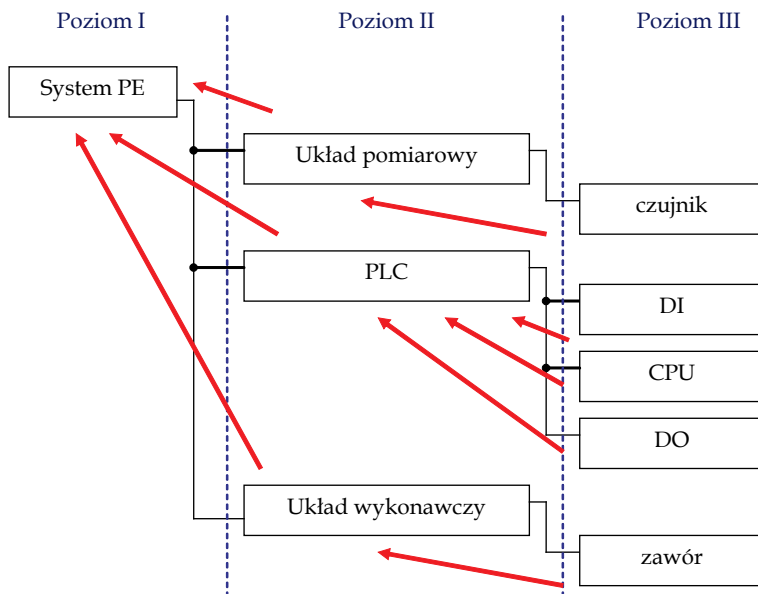 Poziom I
Poziom II
Poziom III
System PE
Układ pomiarowy
czujnik
PLC
DI
CPU
DO
Układ wykonawczy
zawór